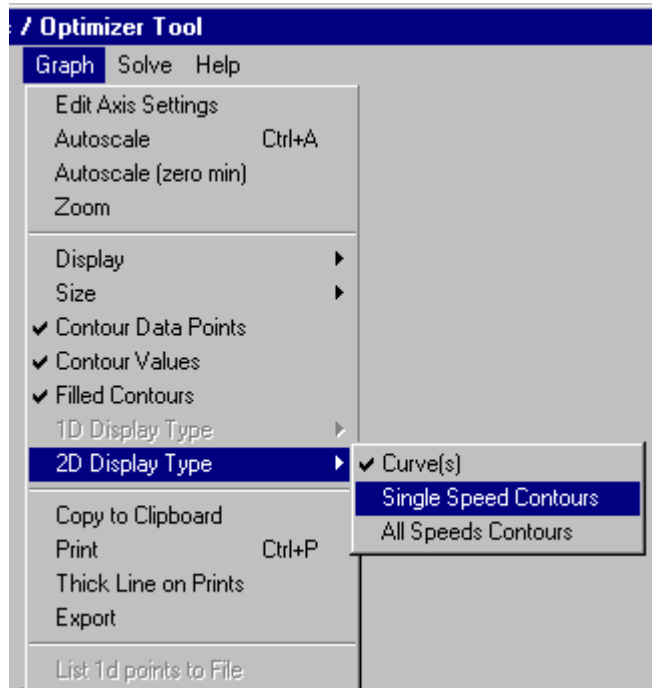 / Optimizer Tool
Graph Solve Help
Edit Axis Settings
Autoscale Ctrl+A
Autoscale (zero min)
Zoom
Display
Size
Contour Data Points
Contour Values
Filled Contours
1D Display Type
2D Display Type
Curve(s)
Single Speed Contours
All Speeds Contours
Copy to Clipboard
Print Ctrl+P
Thick Line on Prints
Export
List 1d points to File